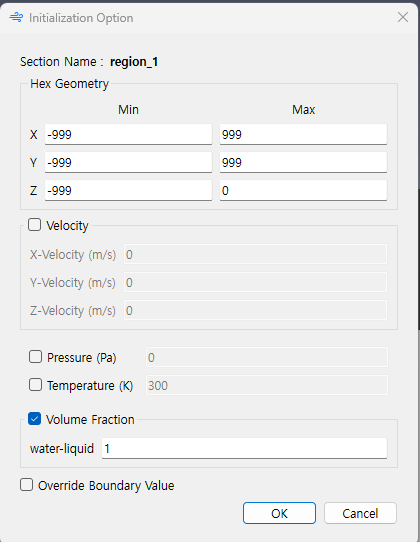 Initialization Option
Section Name : region_1
Hex Geometry
Min Max
X -999 999
Y -999 999
Z -999 0
Velocity
X-Velocity (m/s) 0
Y-Velocity (m/s) 0
Z-Velocity (m/s) 0
Pressure (Pa) 0
Temperature (K) 300
Volume Fraction
water-liquid 1
Override Boundary Value
OK Cancel